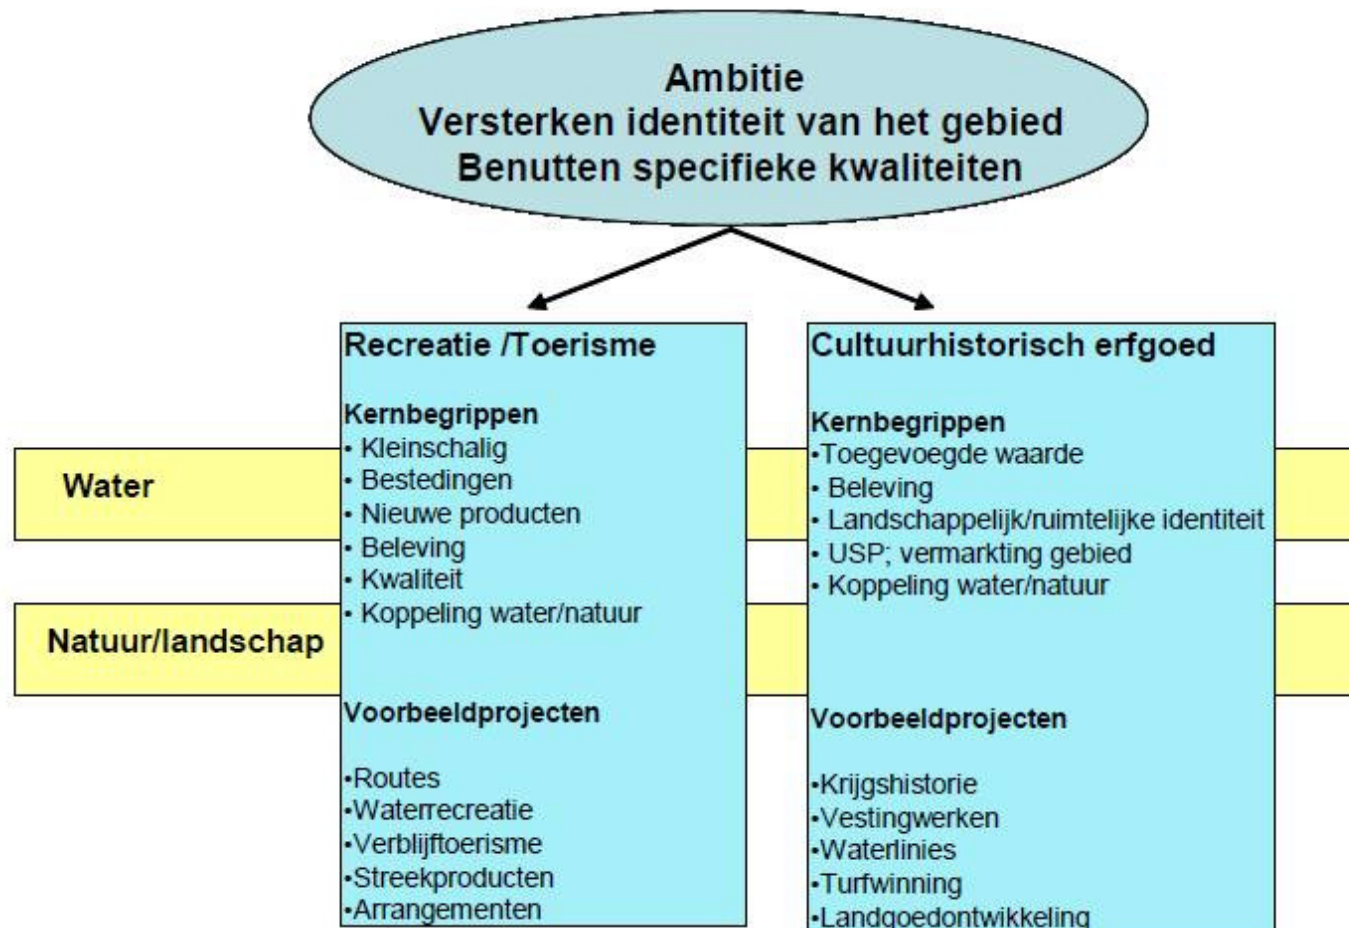 Ambitie
Versterken identiteit van het gebied
Benutten specifieke kwaliteiten
Water
Natuur/landschap
Recreatie /Toerisme
Kernbegrippen
• Kleinschalig
• Bestedingen
• Nieuwe producten
• Beleving
• Kwaliteit
• Koppeling water/natuur
Voorbeeldprojecten
•Routes
•Waterrecreatie
•Verblijftoerisme
•Streekproducten
•Arrangementen
Cultuurhistorisch erfgoed
Kernbegrippen
•Toegevoegde waarde
• Beleving
• Landschappelijk/ruimtelijke identiteit
• USP; vermarkting gebied
• Koppeling water/natuur
Voorbeeldprojecten
•Krijgshistorie
•Vestingwerken
•Waterlinies
•Turfwinning
•Landgoedontwikkeling